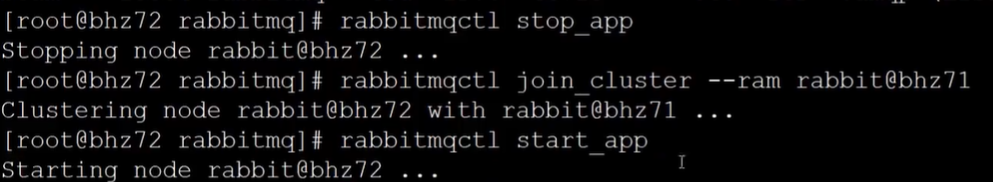 [root@bhz72 rabbitmq]# rabbitmqctl stop_app
Stopping node rabbit@bhz72 ...
[root@bhz72 rabbitmq]# rabbitmqctl join_cluster --ram rabbit@bhz71
Clustering node rabbit@bhz72 with rabbit@bhz71 ...
[root@bhz72 rabbitmq]# rabbitmqctl start_app
Starting node rabbit@bhz72 ...